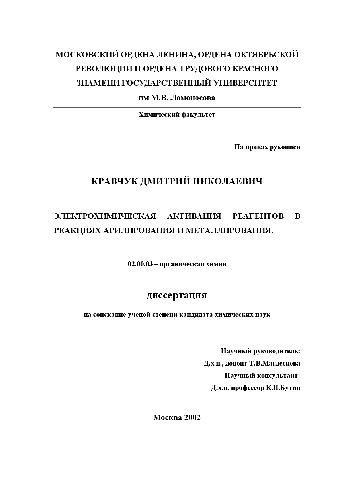 МОСКОВСКИЙ ОРДЕНА ЛЕНИНА, ОРДЕНА ОКТЯБРЬСКОЙ
РЕВОЛЮЦИИ И ОРДЕНА ТРУДОВОГО КРАСНОГО
ЗНАМЕНИ ГОСУДАРСТВЕННЫЙ УНИВЕРСИТЕТ
им М.В. Ломоносова
Химический факультет
На правах рукописи
КРАВЧУК ДМИТРИЙ НИКОЛАЕВИЧ
ЭЛЕКТРОХИМИЧЕСКАЯ АКТИВАЦИЯ РЕАГЕНТОВ В
РЕАКЦИЯХ АРИЛИРОВАНИЯ И МЕТАЛЛИРОВАНИЯ.
02.00.03 – органическая химия
диссертация
на соискание ученой степени кандидата химических наук
Научный руководитель:
Д.х.н., доцент Т.В.Магдесиева
Научный консультант:
Д.х.н. профессор К.П.Бутин
Москва 2002